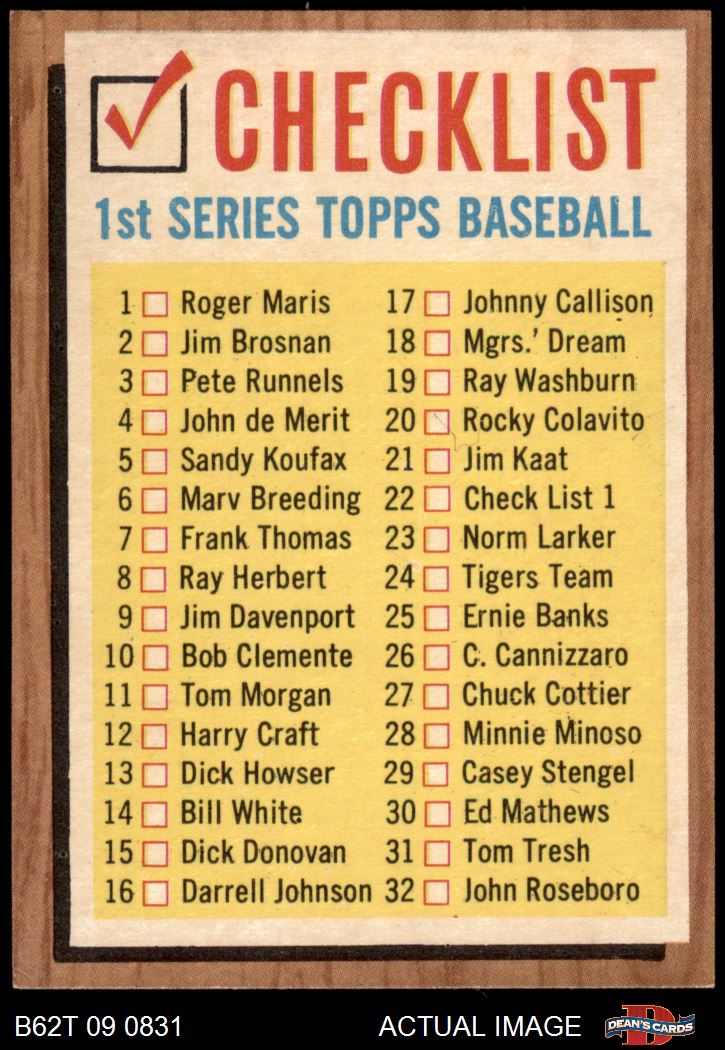 CHECKLIST
1st SERIES TOPPS BASEBALL
1 Roger Maris
2 Jim Brosnan
3 Pete Runnels
4 John de Merit
5 Sandy Koufax
6 Marv Breeding
7 Frank Thomas
8 Ray Herbert
9 Jim Davenport
10 Bob Clemente
11 Tom Morgan
12 Harry Craft
13 Dick Howser
14 Bill White
15 Dick Donovan
16 Darrell Johnson
17 Johnny Callison
18 Mgrs.' Dream
19 Ray Washburn
20 Rocky Colavito
21 Jim Kaat
22 Check List 1
23 Norm Larker
24 Tigers Team
25 Ernie Banks
26 C. Cannizzaro
27 Chuck Cottier
28 Minnie Minoso
29 Casey Stengel
30 Ed Mathews
31 Tom Tresh
32 John Roseboro
B62T 09 0831 ACTUAL IMAGE
D
DEAN'S CARDS